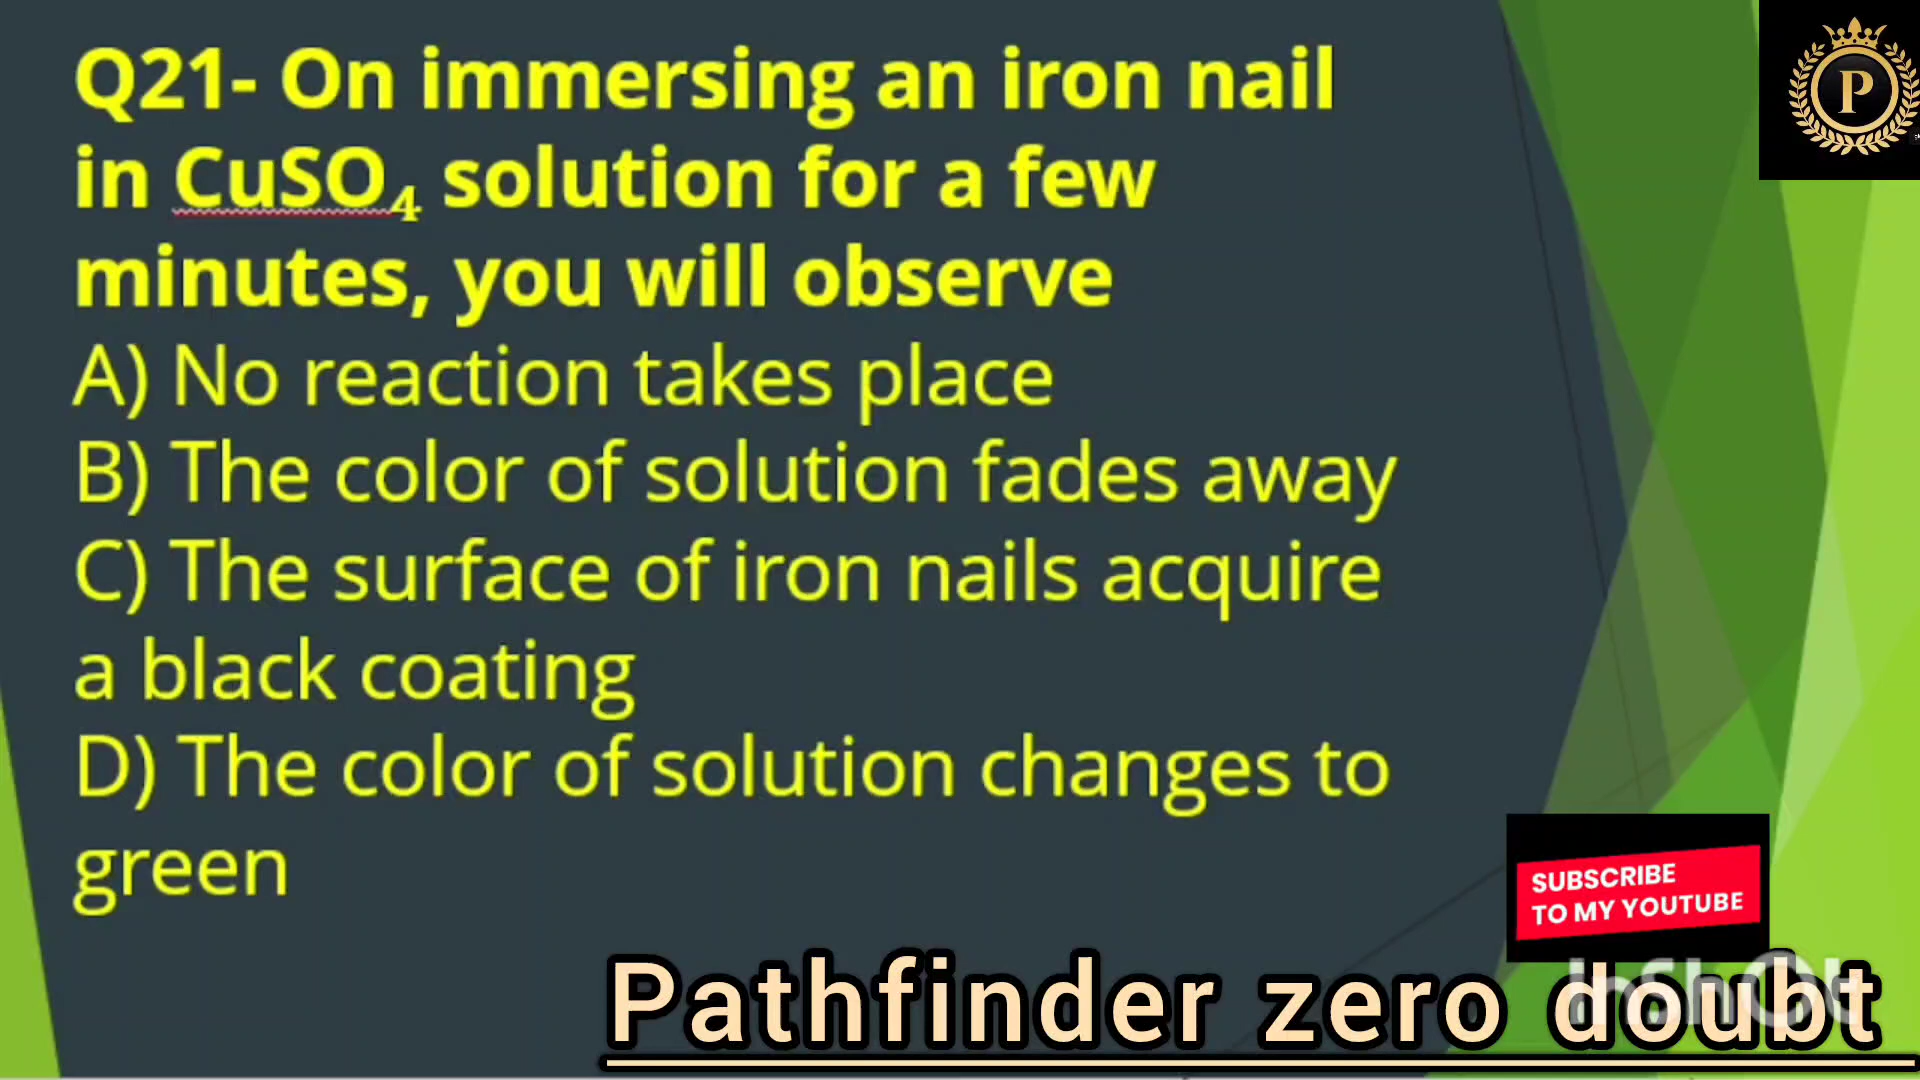 Q21- On immersing an iron nail
in CuSO₄ solution for a few
minutes, you will observe
A) No reaction takes place
B) The color of solution fades away
C) The surface of iron nails acquire
a black coating
D) The color of solution changes to
green
P
SUBSCRIBE
TO MY YOUTUBE
Pathfinder zero doubt
InShOt